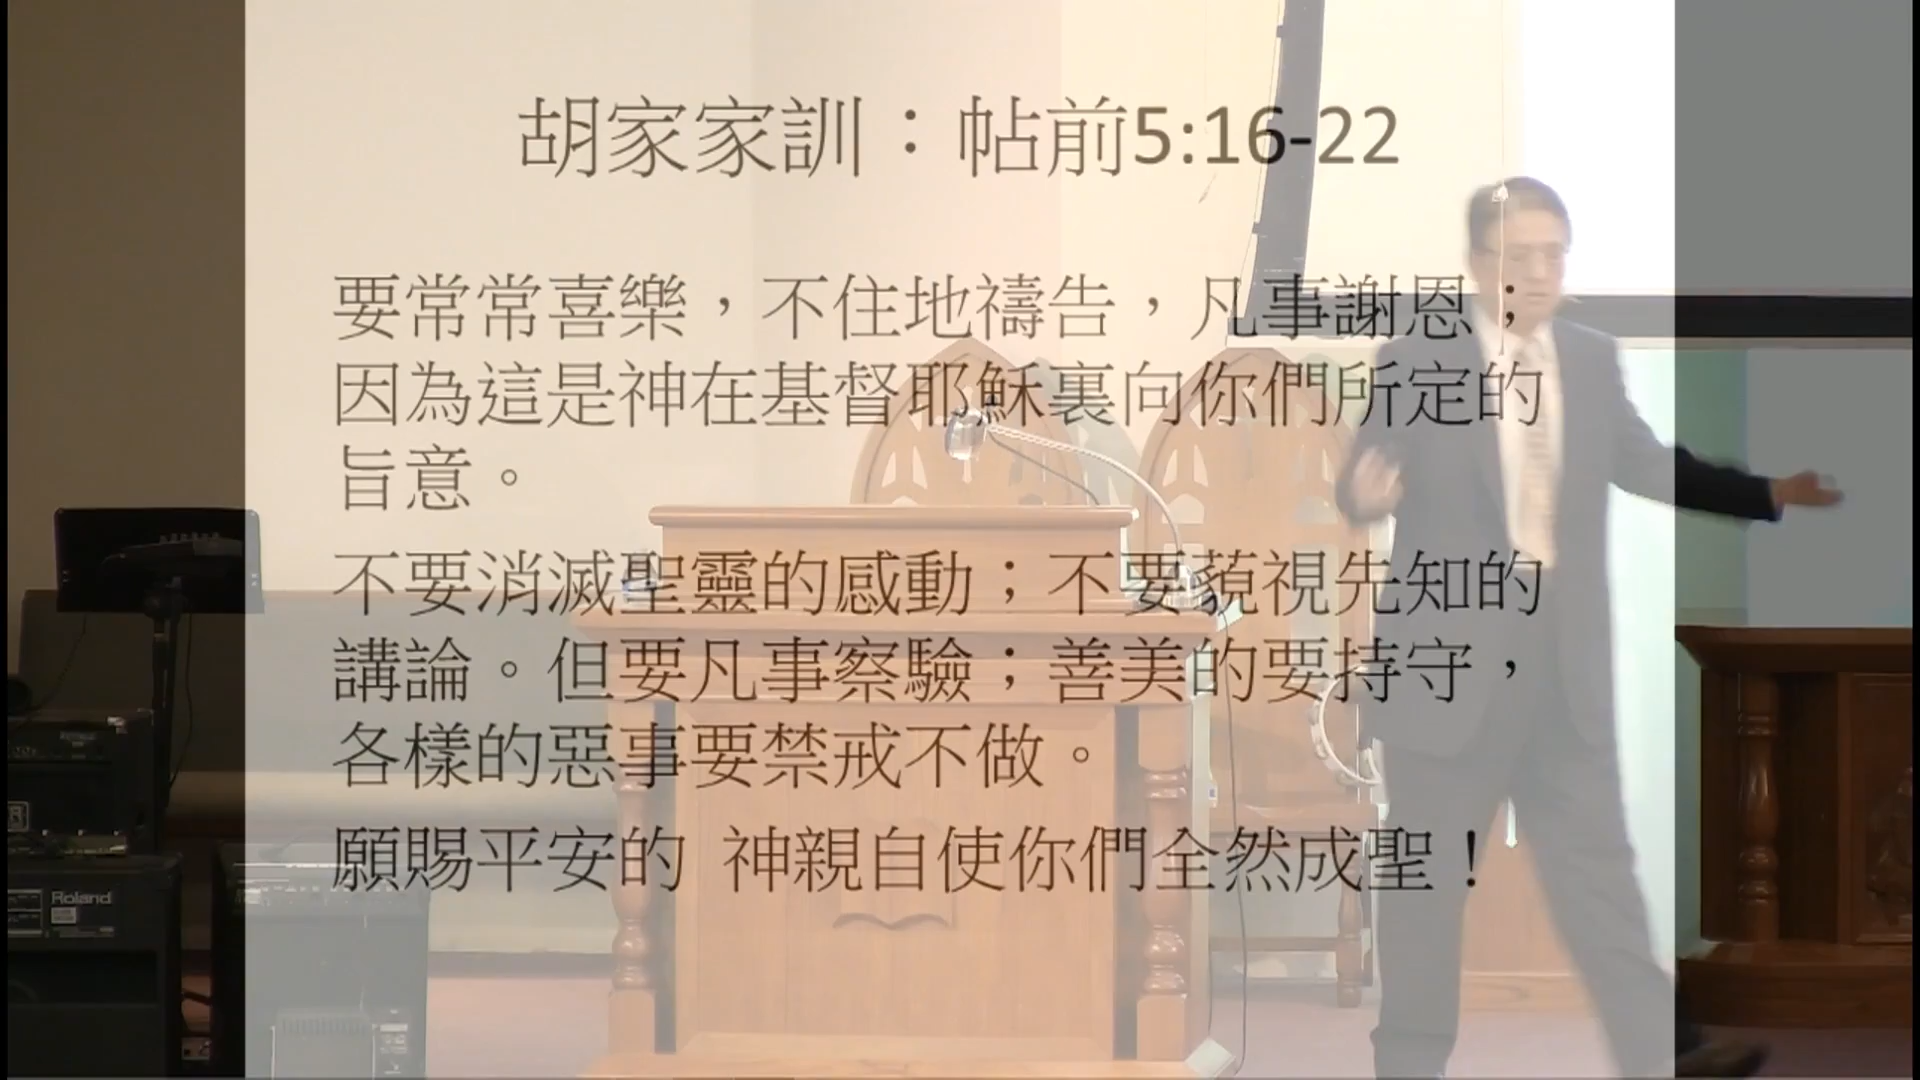 胡家家訓：帖前5:16-22
要常常喜樂，不住地禱告，凡事謝恩；
因為這是神在基督耶穌裏向你們所定的
旨意。
不要消滅聖靈的感動；不要藐視先知的
講論。但要凡事察驗；善美的要持守，
各樣的惡事要禁戒不做。
願賜平安的 神親自使你們全然成聖！
Roland